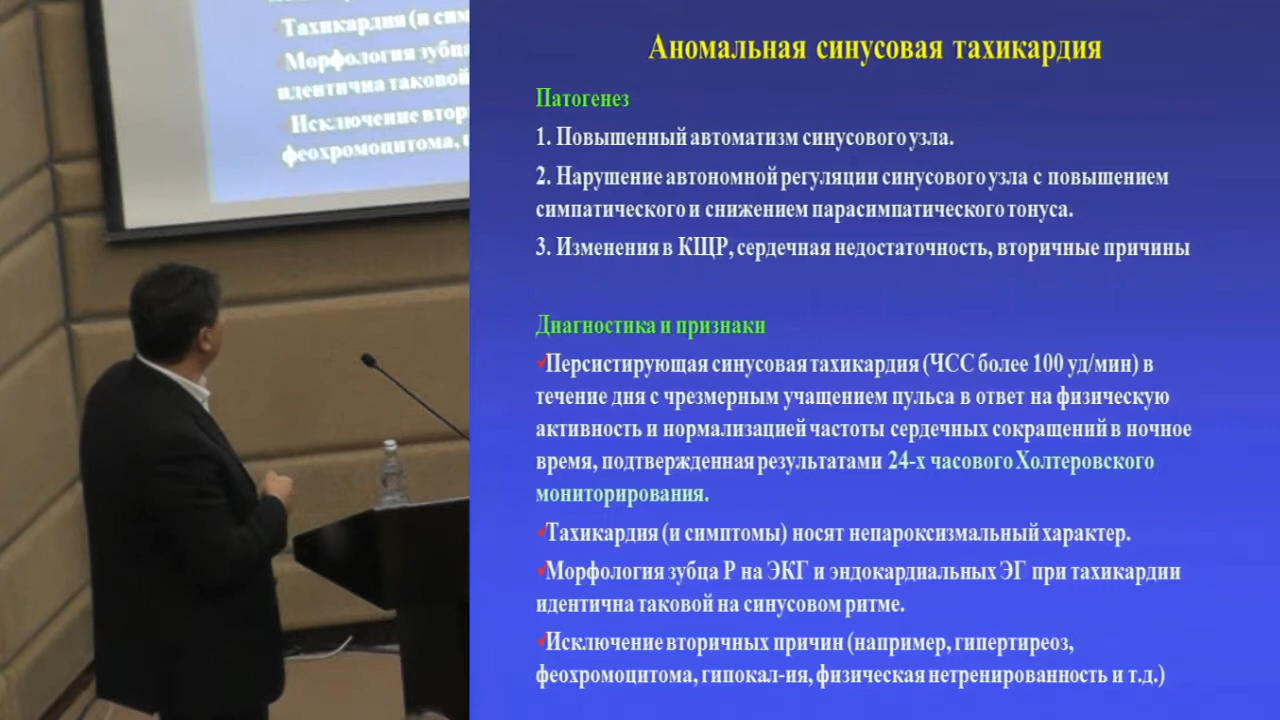 Тахикардия (и сим
Морфология зубца
идентична таковой
Исключение втор
феохромоцитома,
Аномальная синусовая тахикардия
Патогенез
1. Повышенный автоматизм синусового узла.
2. Нарушение автономной регуляции синусового узла с повышением
симпатического и снижением парасимпатического тонуса.
3. Изменения в КЩР, сердечная недостаточность, вторичные причины
Диагностика и признаки
Персистирующая синусовая тахикардия (ЧСС более 100 уд/мин) в
течение дня с чрезмерным учащением пульса в ответ на физическую
активность и нормализацией частоты сердечных сокращений в ночное
время, подтвержденная результатами 24-х часового Холтеровского
мониторирования.
Тахикардия (и симптомы) носят непароксизмальный характер.
Морфология зубца Р на ЭКГ и эндокардиальных ЭГ при тахикардии
идентична таковой на синусовом ритме.
Исключение вторичных причин (например, гипертиреоз,
феохромоцитома, гипокал-ия, физическая нетренированность и т.д.)